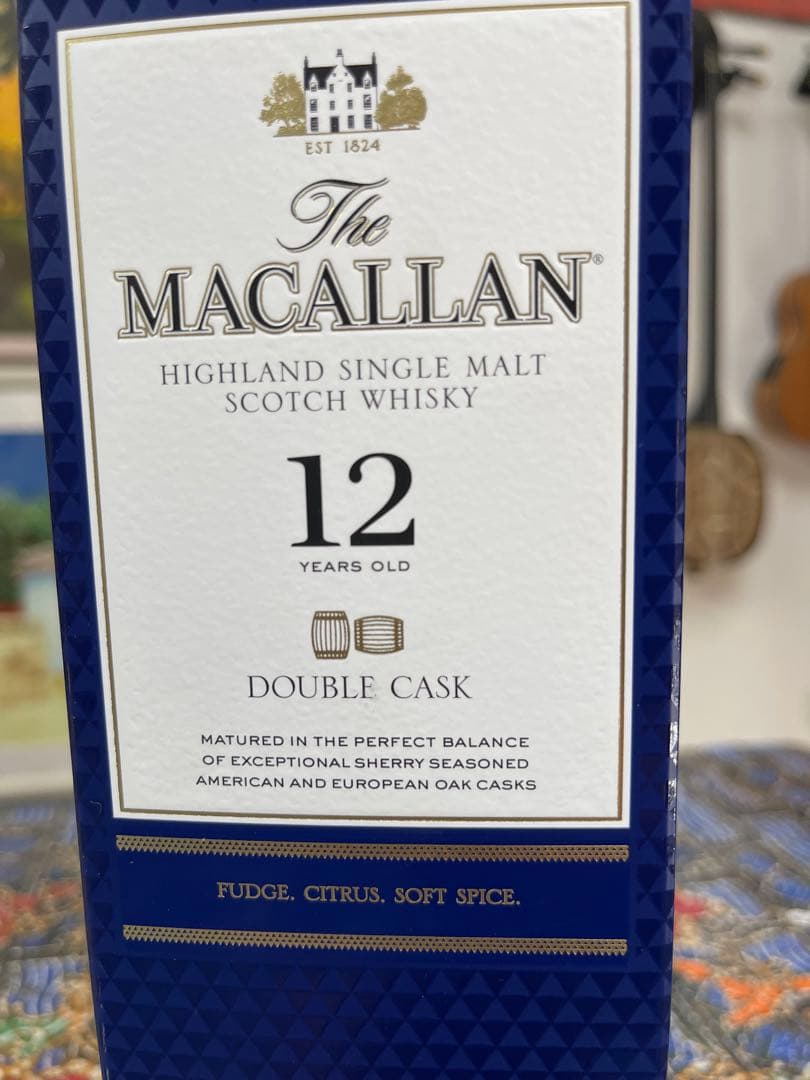 EST 1824
The
MACALLAN®
HIGHLAND SINGLE MALT
SCOTCH WHISKY
12
YEARS OLD
DOUBLE CASK
MATURED IN THE PERFECT BALANCE
OF EXCEPTIONAL SHERRY SEASONED
AMERICAN AND EUROPEAN OAK CASKS
FUDGE. CITRUS. SOFT SPICE.